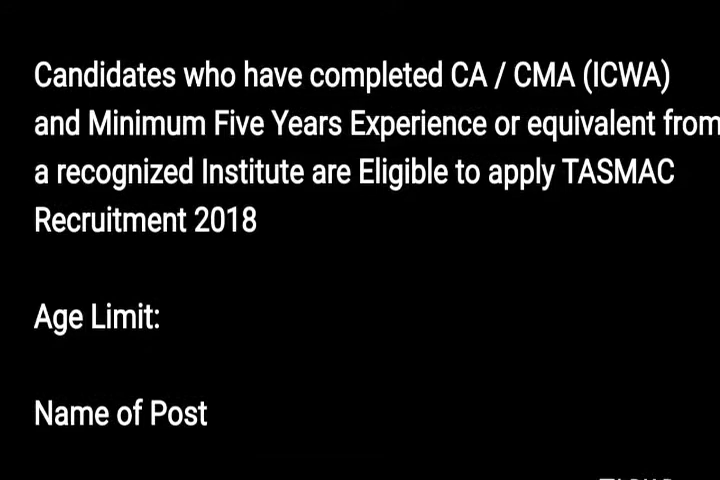 Candidates who have completed CA / CMA (ICWA)
and Minimum Five Years Experience or equivalent from
a recognized Institute are Eligible to apply TASMAC
Recruitment 2018
Age Limit:
Name of Post